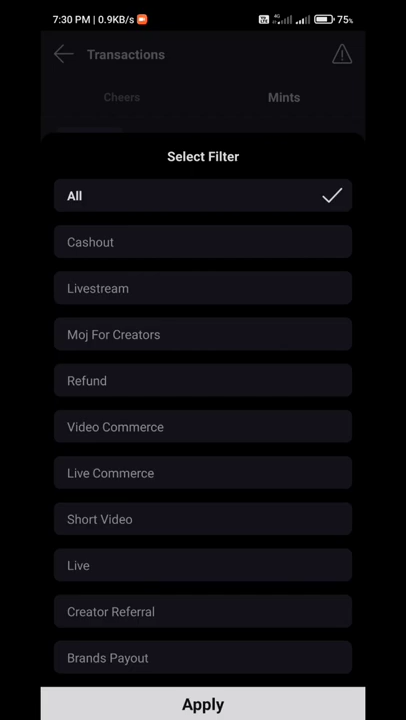 7:30 PM | 0.9KB/s 75%
Transactions
Cheers Mints
Select Filter
All
Cashout
Livestream
Moj For Creators
Refund
Video Commerce
Live Commerce
Short Video
Live
Creator Referral
Brands Payout
Apply